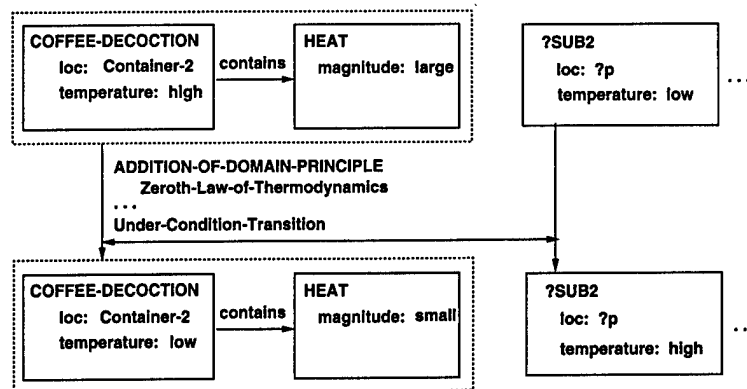 COFFEE-DECOCTION
loc: Container-2
temperature: high
contains
HEAT
magnitude: large
?SUB2
loc: ?p
temperature: low
...
ADDITION-OF-DOMAIN-PRINCIPLE
Zeroth-Law-of-Thermodynamics
...
Under-Condition-Transition
COFFEE-DECOCTION
loc: Container-2
temperature: low
contains
HEAT
magnitude: small
?SUB2
loc: ?p
temperature: high
...